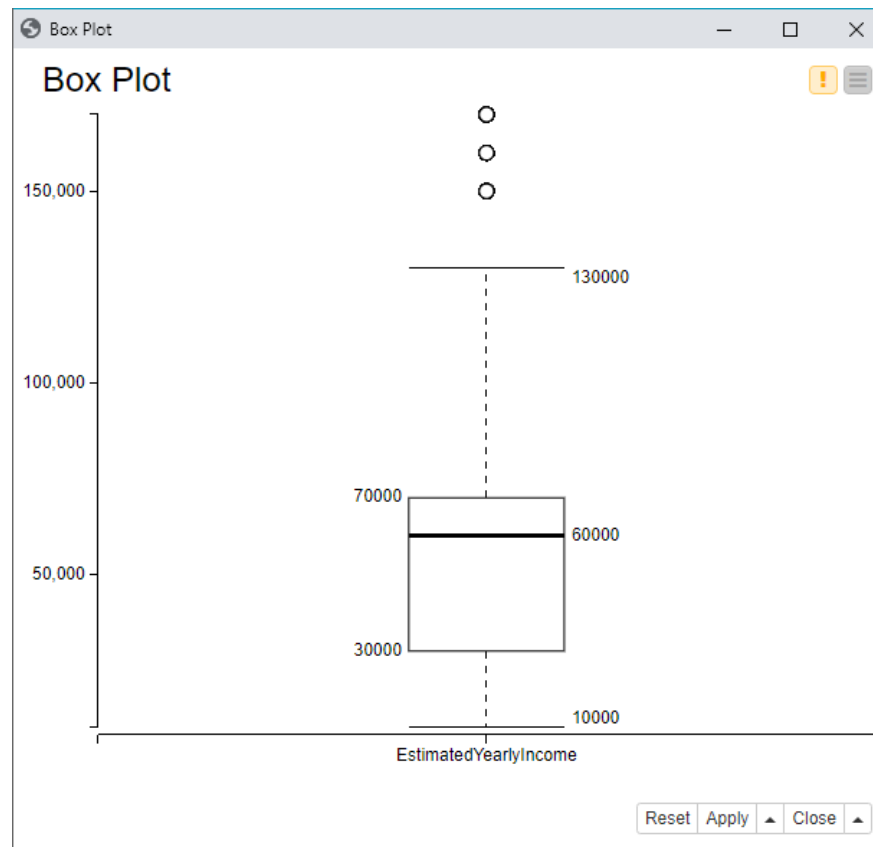 Box Plot
Box Plot
150,000
130000
100,000
70000
60000
50,000
30000
10000
EstimatedYearlyIncome
Reset Apply Close